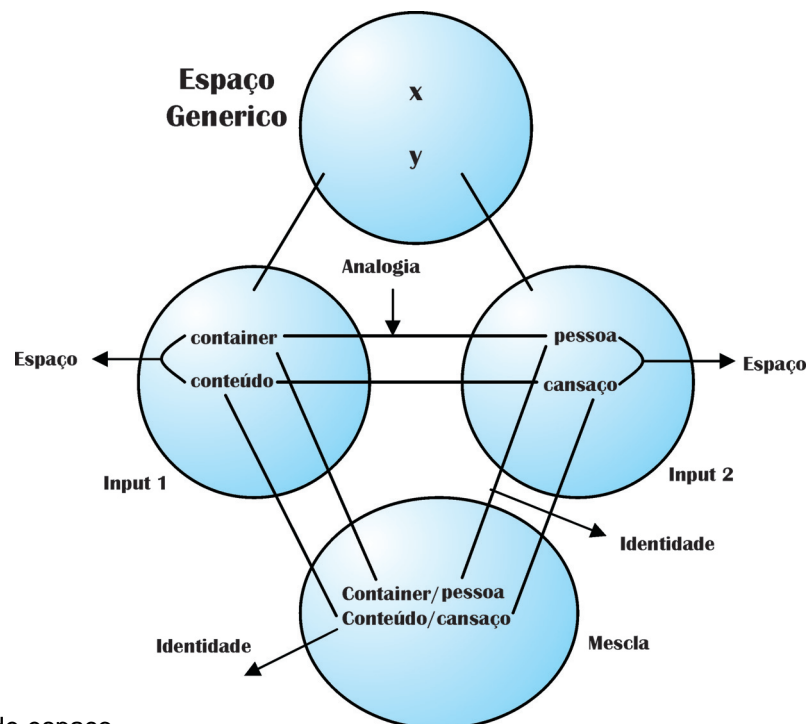 Espaço
Generico
x
y
Analogia
container
pessoa
Espaço
Espaço
conteúdo
cansaço
Input 1
Input 2
Identidade
Container/pessoa
Conteúdo/cansaço
Identidade
Mescla